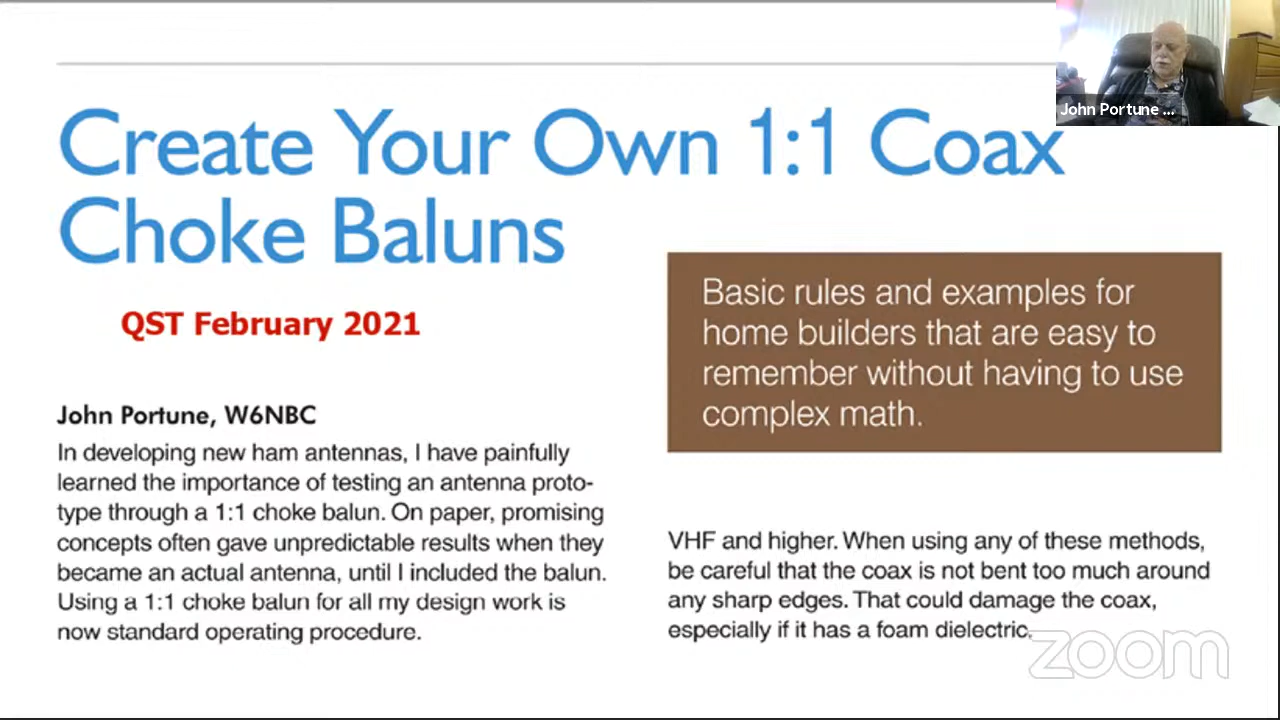 Create Your Own 1:1 Coax
Choke Baluns
QST February 2021
John Portune, W6NBC
In developing new ham antennas, I have painfully
learned the importance of testing an antenna proto-
type through a 1:1 choke balun. On paper, promising
concepts often gave unpredictable results when they
became an actual antenna, until I included the balun.
Using a 1:1 choke balun for all my design work is
now standard operating procedure.
Basic rules and examples for
home builders that are easy to
remember without having to use
complex math.
VHF and higher. When using any of these methods,
be careful that the coax is not bent too much around
any sharp edges. That could damage the coax,
especially if it has a foam dielectric.
John Portune ...
zoom